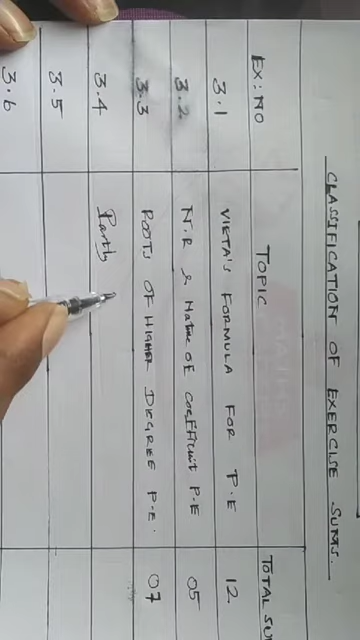 CLASSIFICATION OF EXERCISE SUMS.
EX: NO TOPIC TOTAL SU
3.1 VIETA'S FORMULA FOR P.E 12.
3.2 N.R & Nature OF coefficient P.E 05
3.3 ROOTS OF HIGHER DEGREE P.E. 07
3.4 Partly
3.5
3.6